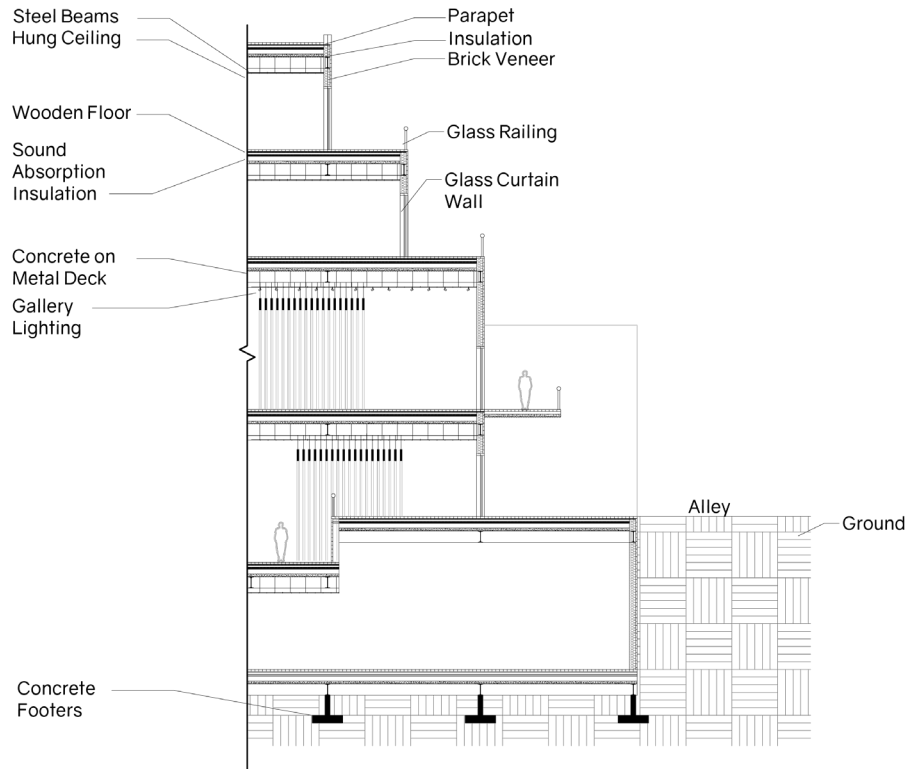 Steel Beams
Hung Ceiling
Wooden Floor
Sound
Absorption
Insulation
Concrete on
Metal Deck
Gallery
Lighting
Concrete
Footers
Parapet
Insulation
Brick Veneer
Glass Railing
Glass Curtain
Wall
Alley
Ground